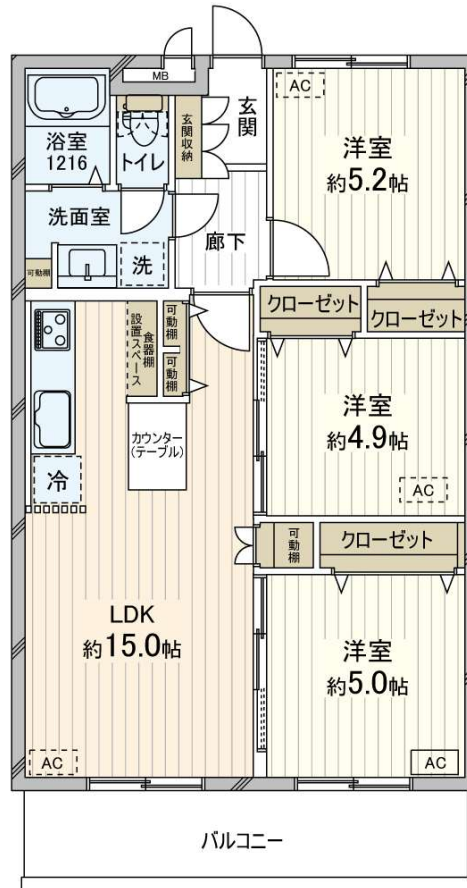 MB
浴室
1216
トイレ
玄関収納
玄関
AC
洋室
約5.2帖
洗面室
可動棚
洗
廊下
クローゼット
クローゼット
食器棚
設置スペース
可動棚
可動棚
カウンター
(テーブル)
冷
洋室
約4.9帖
AC
可動棚
クローゼット
LDK
約15.0帖
洋室
約5.0帖
AC
AC
バルコニー